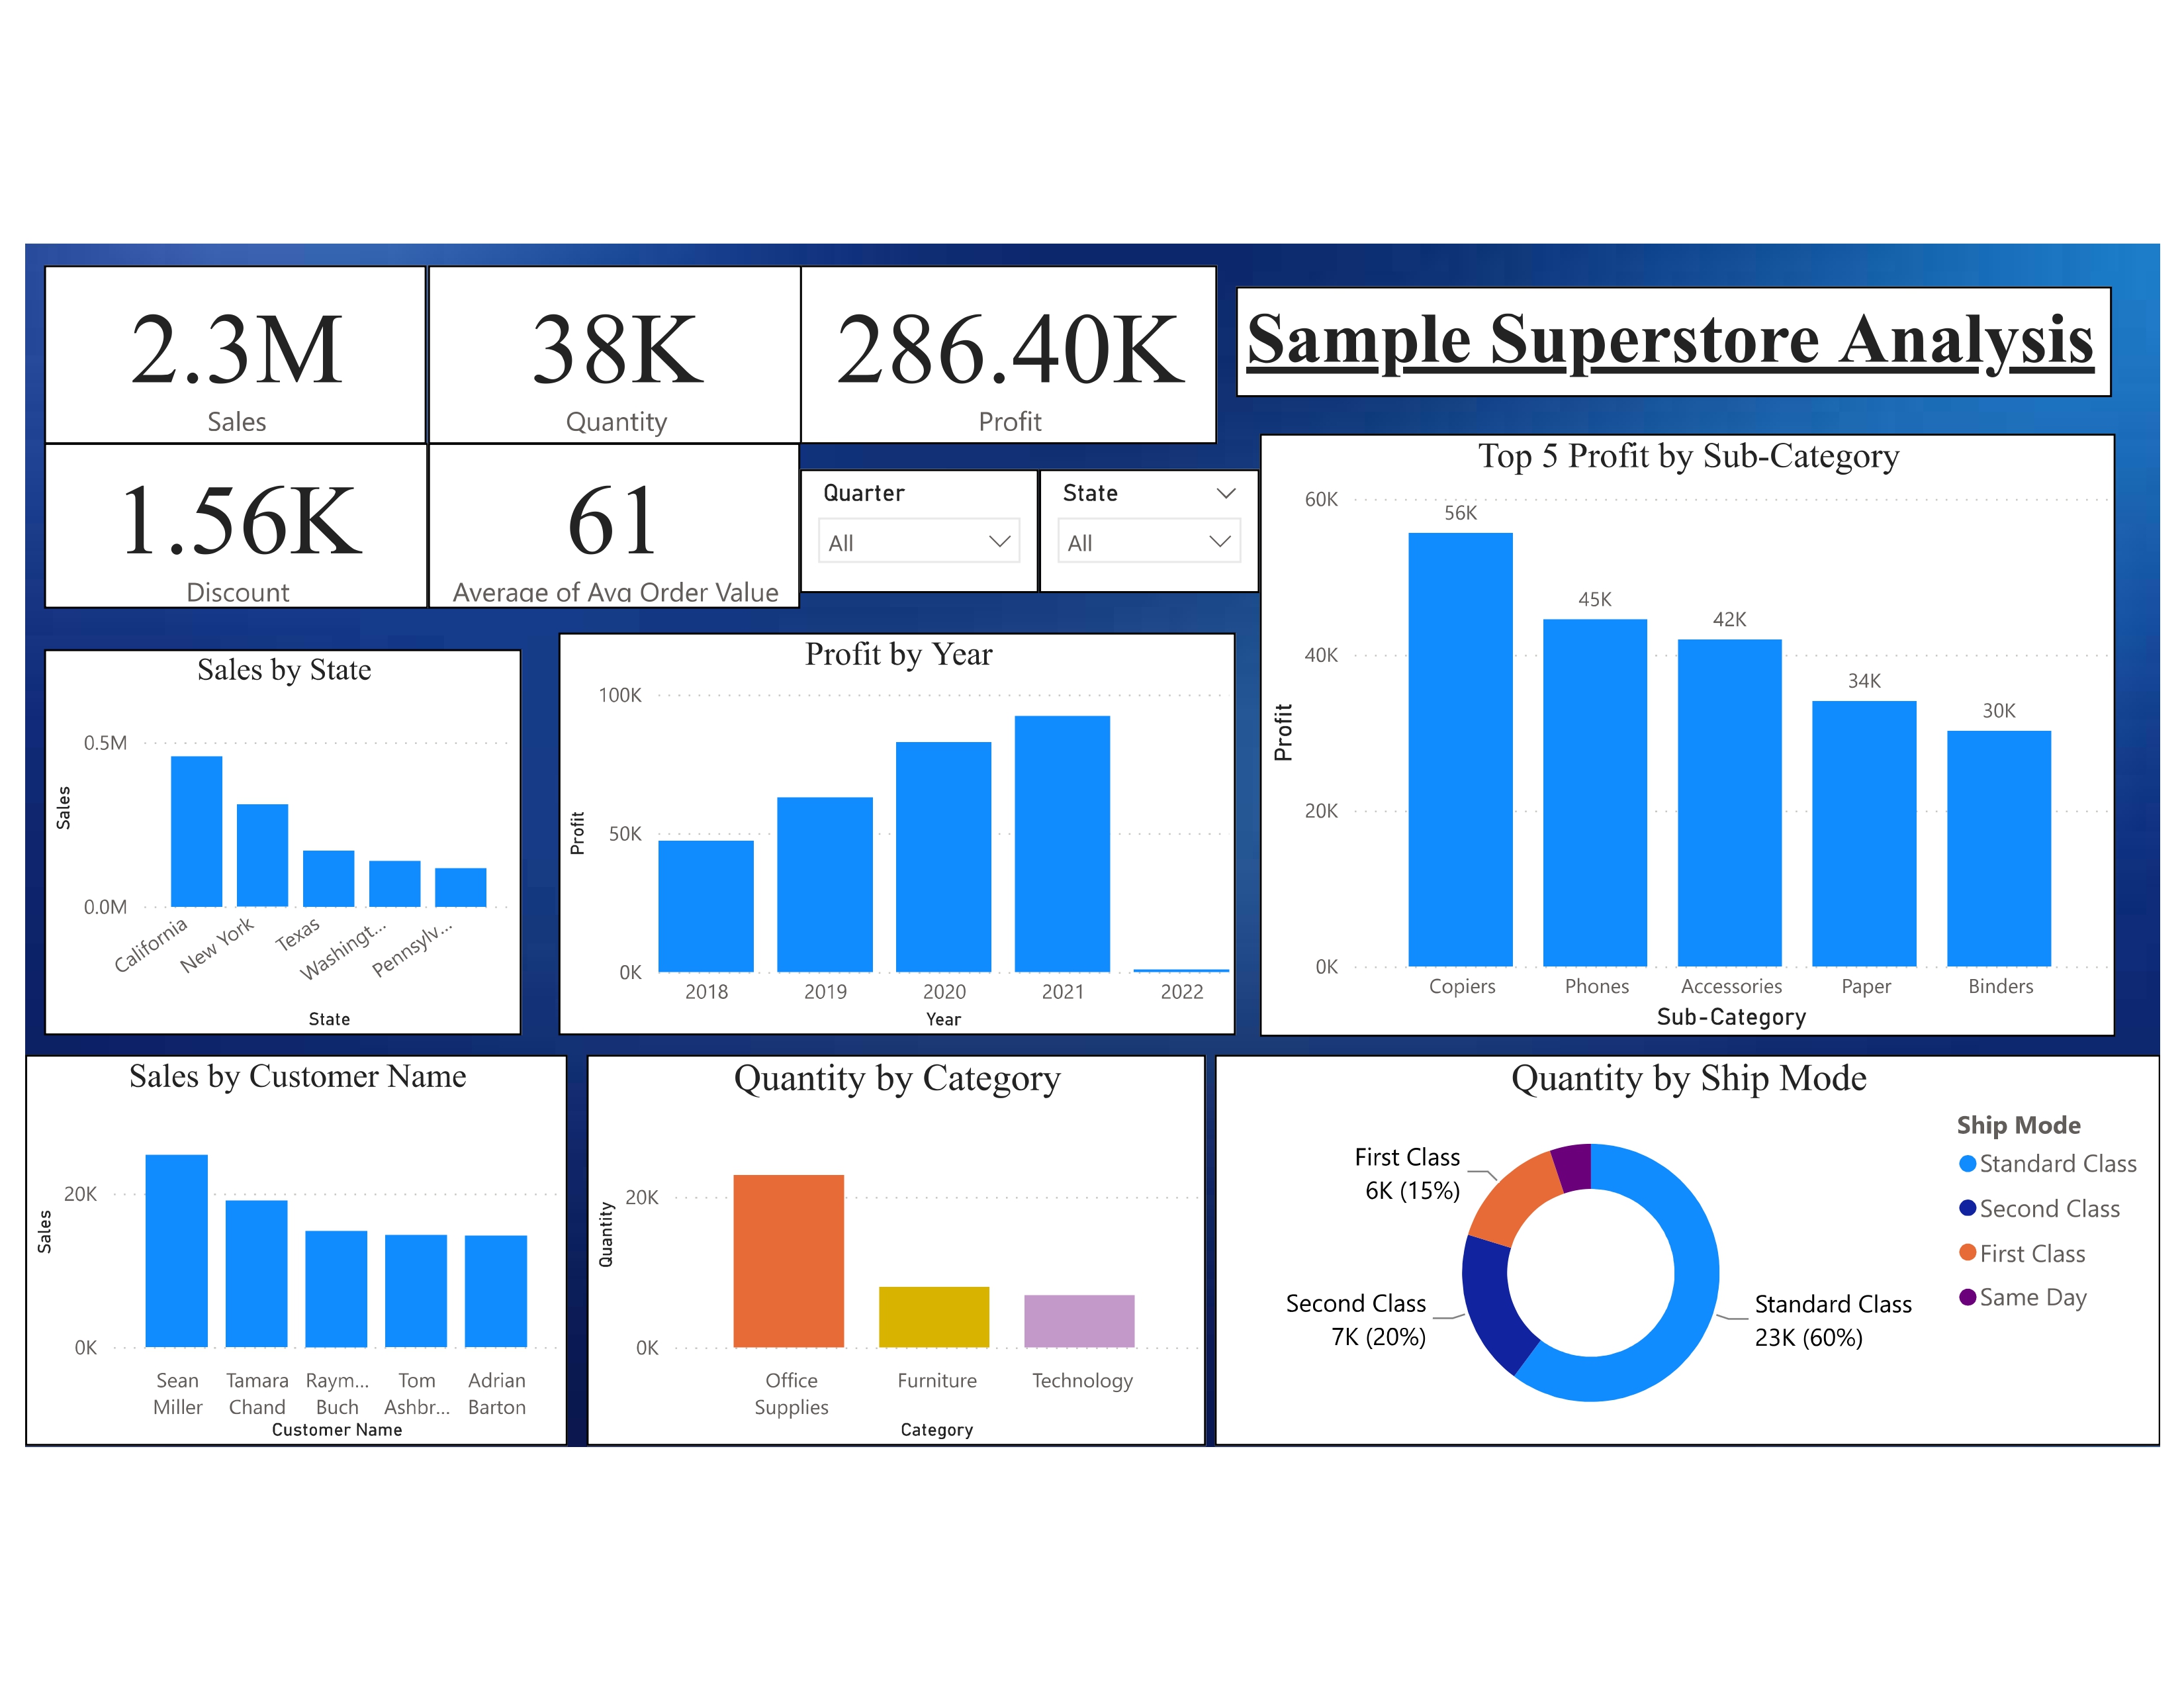 2.3M
Sales
38K
Quantity
286.40K
Profit
Sample Superstore Analysis
1.56K
Discount
61
Average of Avg Order Value
Quarter
All
State
All
Top 5 Profit by Sub-Category
60K
40K
20K
0K
Profit
56K
45K
42K
34K
30K
Copiers
Phones
Accessories
Paper
Binders
Sub-Category
Sales by State
0.5M
0.0M
Sales
California
New York
Texas
Washingt...
Pennsylv...
State
Profit by Year
100K
50K
0K
Profit
2018
2019
2020
2021
2022
Year
Sales by Customer Name
20K
0K
Sales
Sean
Miller
Tamara
Chand
Raym...
Buch
Tom
Ashbr...
Adrian
Barton
Customer Name
Quantity by Category
20K
0K
Quantity
Office
Supplies
Furniture
Technology
Category
Quantity by Ship Mode
First Class
6K (15%)
Second Class
7K (20%)
Standard Class
23K (60%)
Ship Mode
Standard Class
Second Class
First Class
Same Day